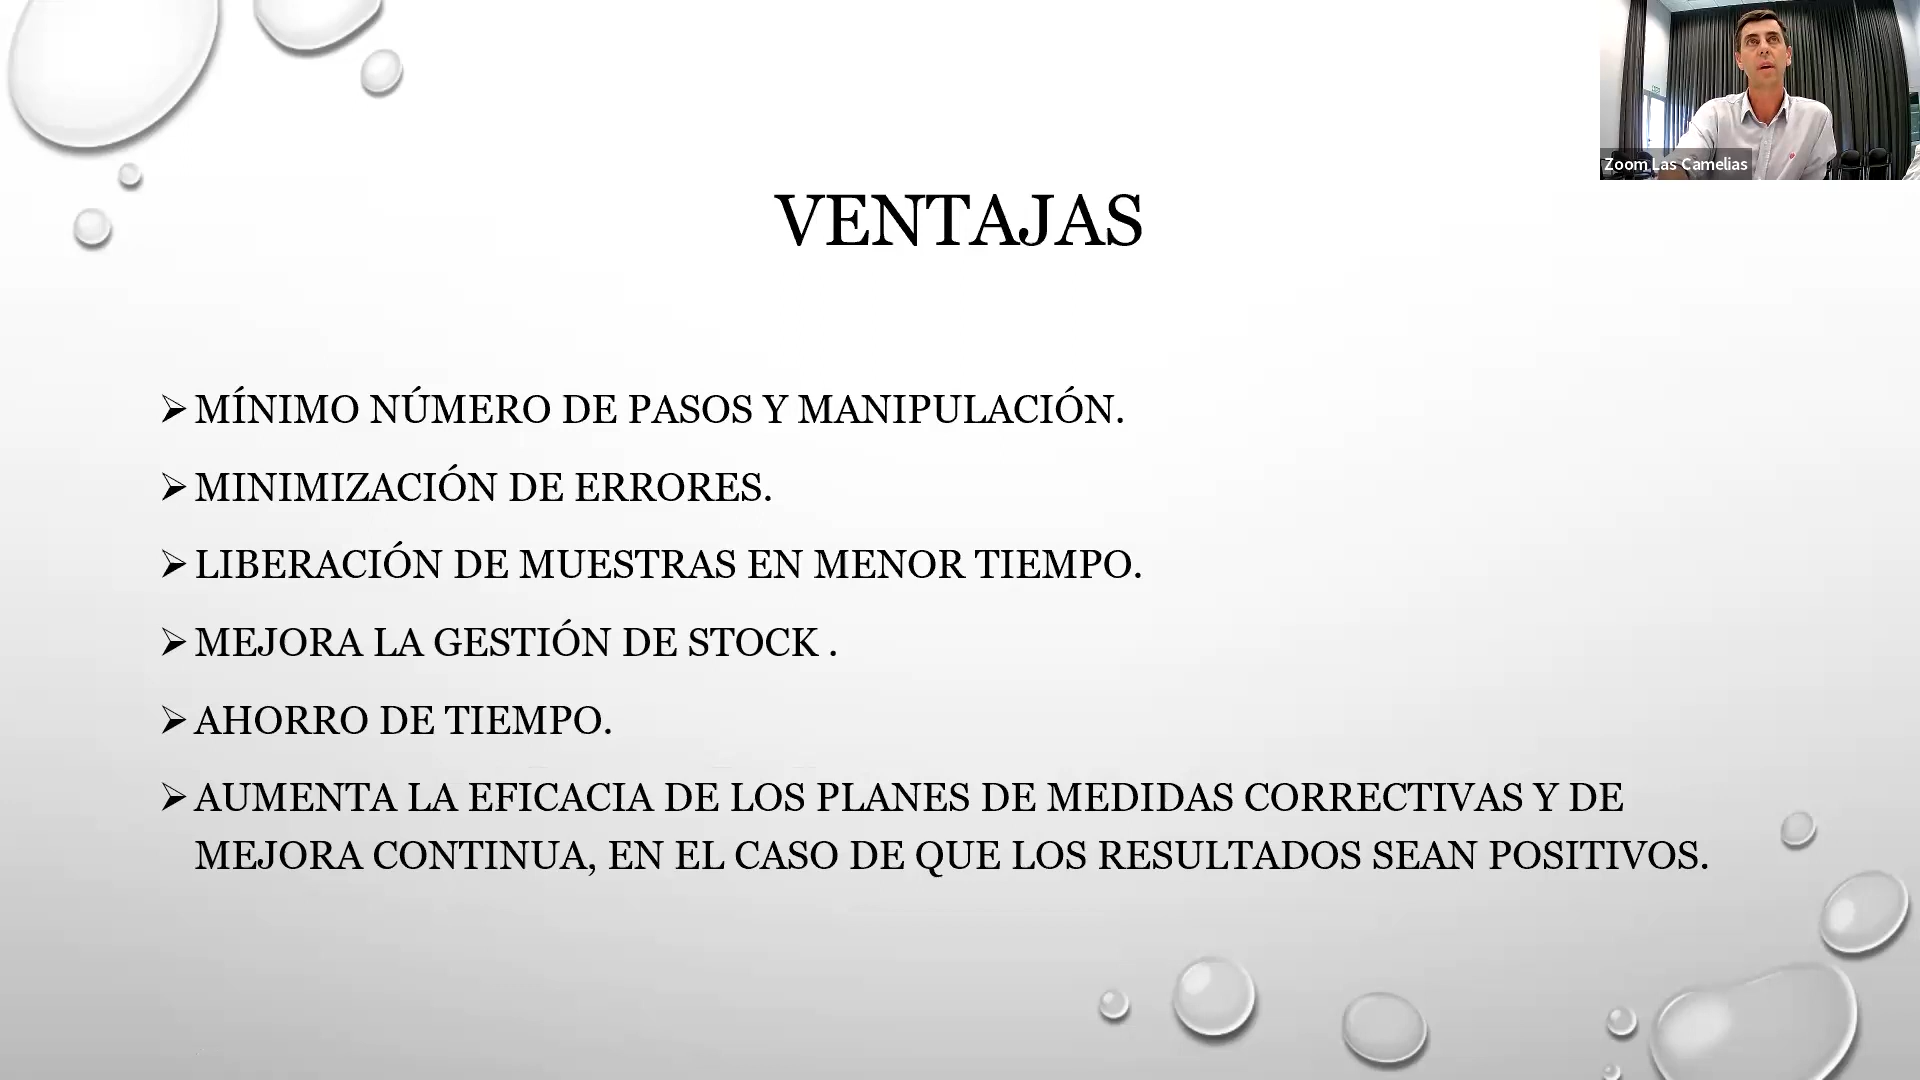 Zoom Las Camelias
VENTAJAS
MÍNIMO NÚMERO DE PASOS Y MANIPULACIÓN.
MINIMIZACIÓN DE ERRORES.
LIBERACIÓN DE MUESTRAS EN MENOR TIEMPO.
MEJORA LA GESTIÓN DE STOCK .
AHORRO DE TIEMPO.
AUMENTA LA EFICACIA DE LOS PLANES DE MEDIDAS CORRECTIVAS Y DE
MEJORA CONTINUA, EN EL CASO DE QUE LOS RESULTADOS SEAN POSITIVOS.